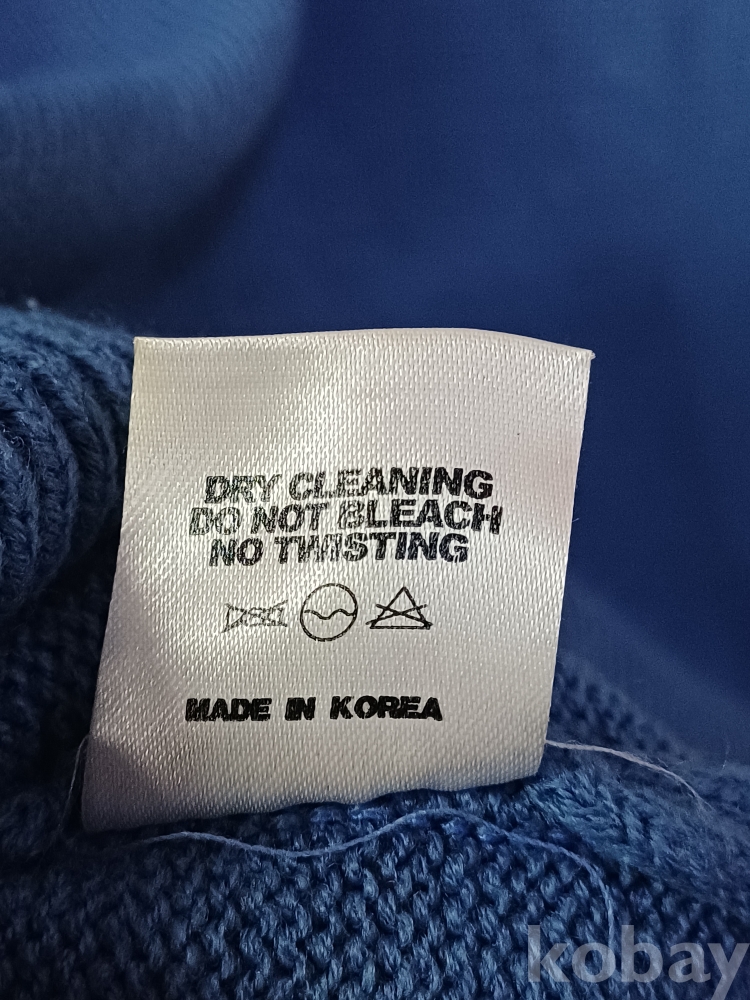 DRY CLEANING
DO NOT BLEACH
NO TWISTING
MADE IN KOREA
kobay